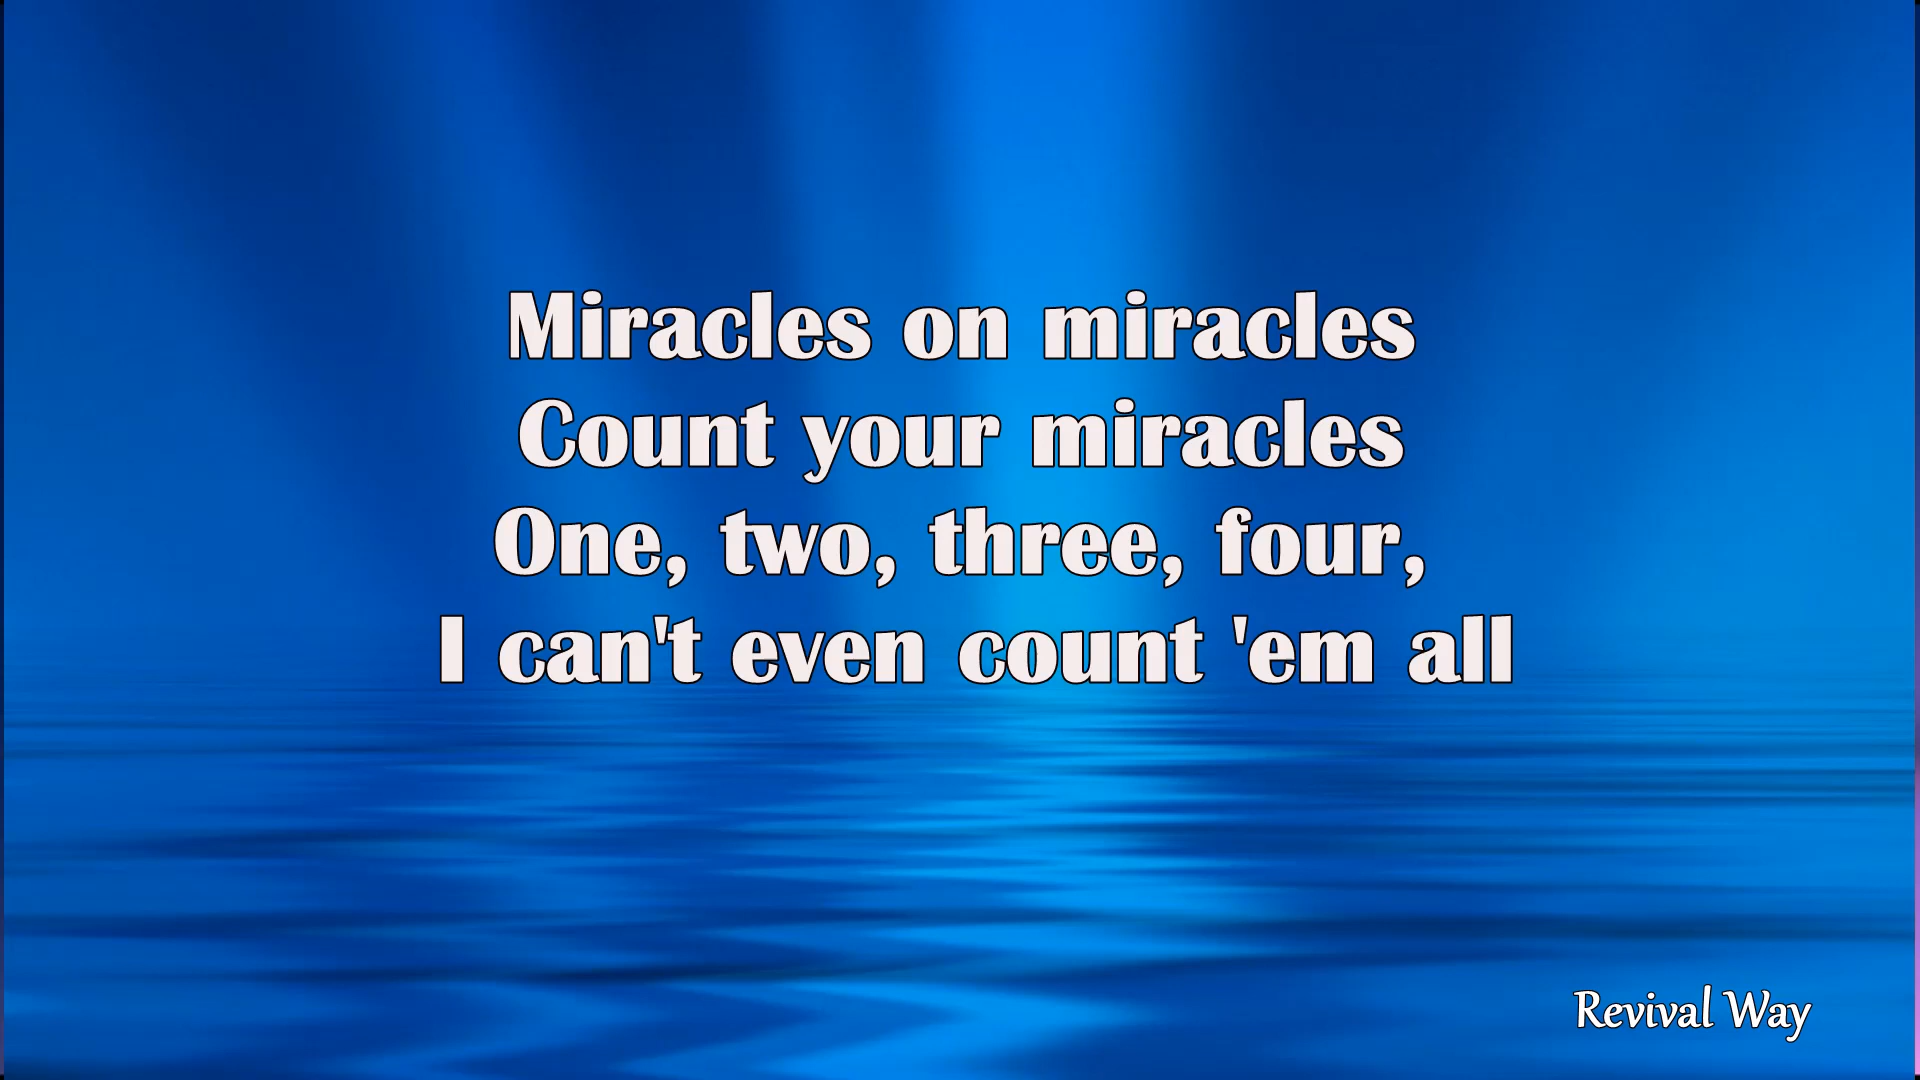 Miracles on miracles
Count your miracles
One, two, three, four,
I can't even count 'em all
Revival Way